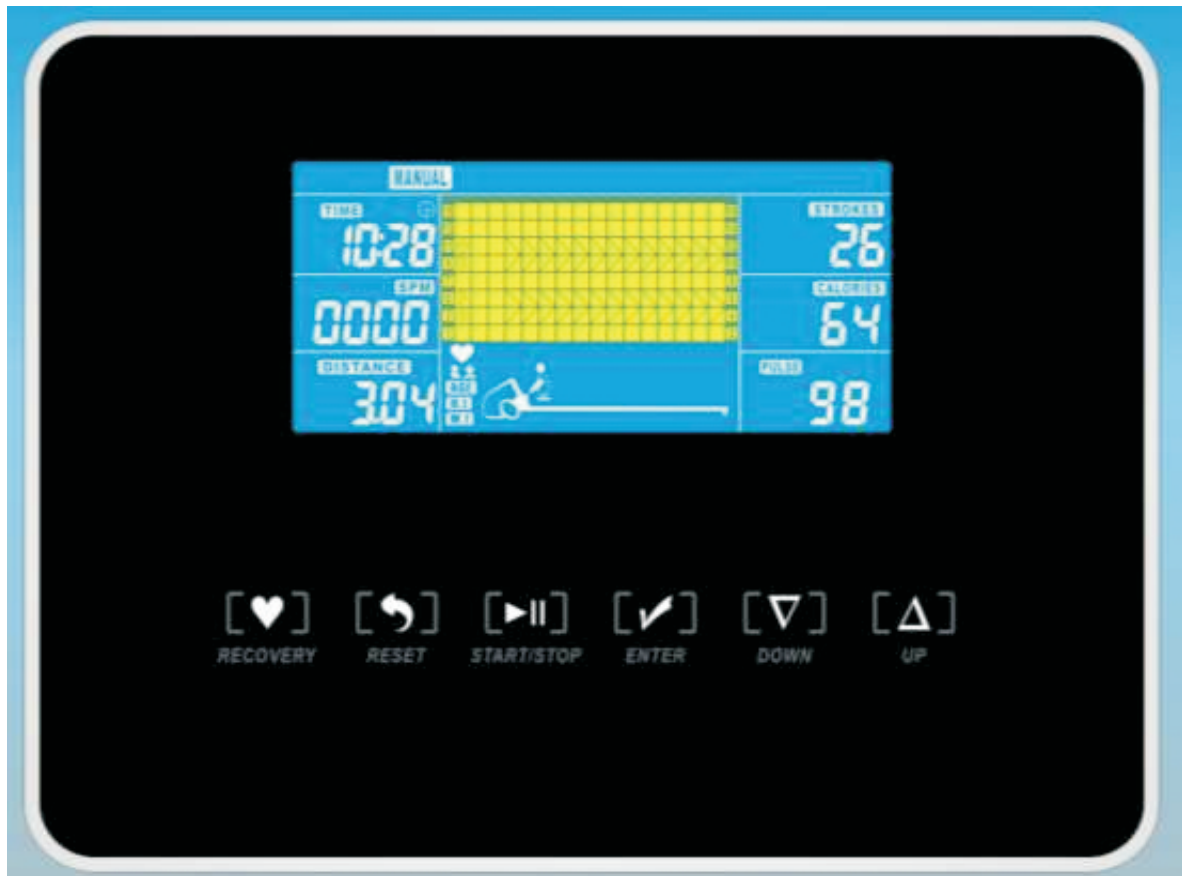 MANUAL
TIME
10:28
SPM
0000
DISTANCE
3.04
STROKES
26
CALORIES
64
PULSE
98
RECOVERY
RESET
START/STOP
ENTER
DOWN
UP